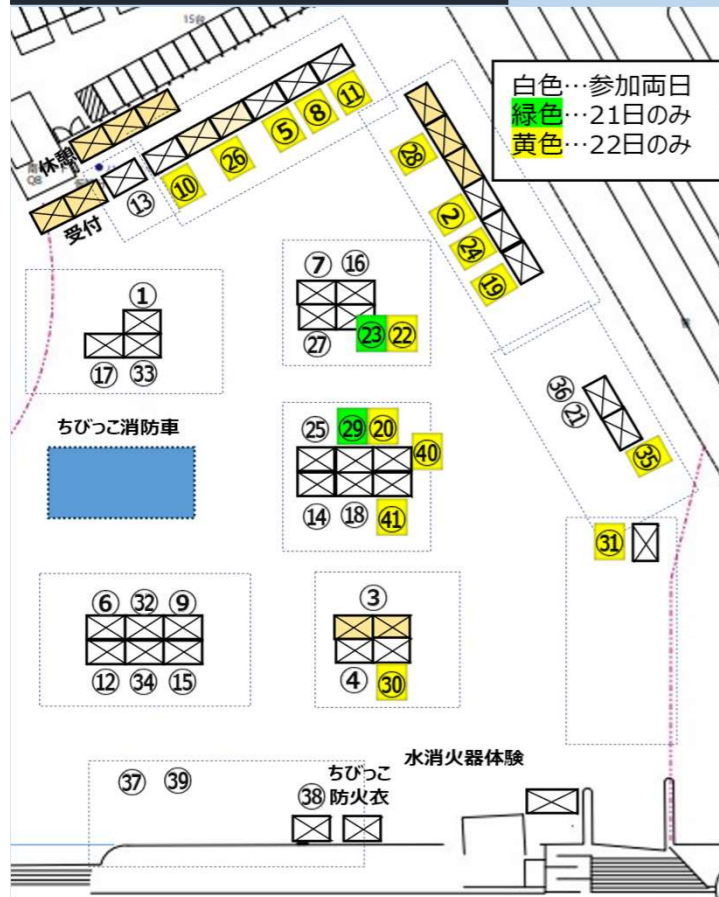 15台
白色…参加両日
緑色…21日のみ
黄色…22日のみ
休憩
受付
⑬
⑩
㉖
⑤
⑧
⑪
㉘
②
㉔
⑲
①
⑰ ㉝
⑦ ⑯
㉗ ㉓ ㉒
㊱
㉑
㉟
ちびっこ消防車
㉕ ㉙ ⑳
㊵
⑭ ⑱ ㊶
㉛
⑥ ㉜ ⑨
⑫ ㉞ ⑮
③
④ ㉚
水消火器体験
㊲ ㊴
ちびっこ
㊳ 防火衣